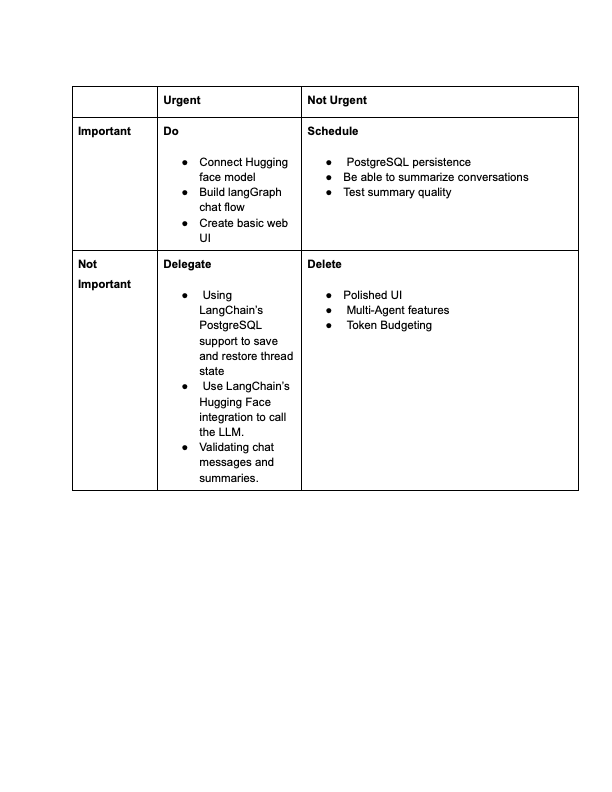 Urgent
Not Urgent
Important
Do
● Connect Hugging
face model
● Build langGraph
chat flow
● Create basic web
UI
Schedule
● PostgreSQL persistence
● Be able to summarize conversations
● Test summary quality
Not
Important
Delegate
● Using
LangChain’s
PostgreSQL
support to save
and restore thread
state
● Use LangChain’s
Hugging Face
integration to call
the LLM.
● Validating chat
messages and
summaries.
Delete
● Polished UI
● Multi-Agent features
● Token Budgeting